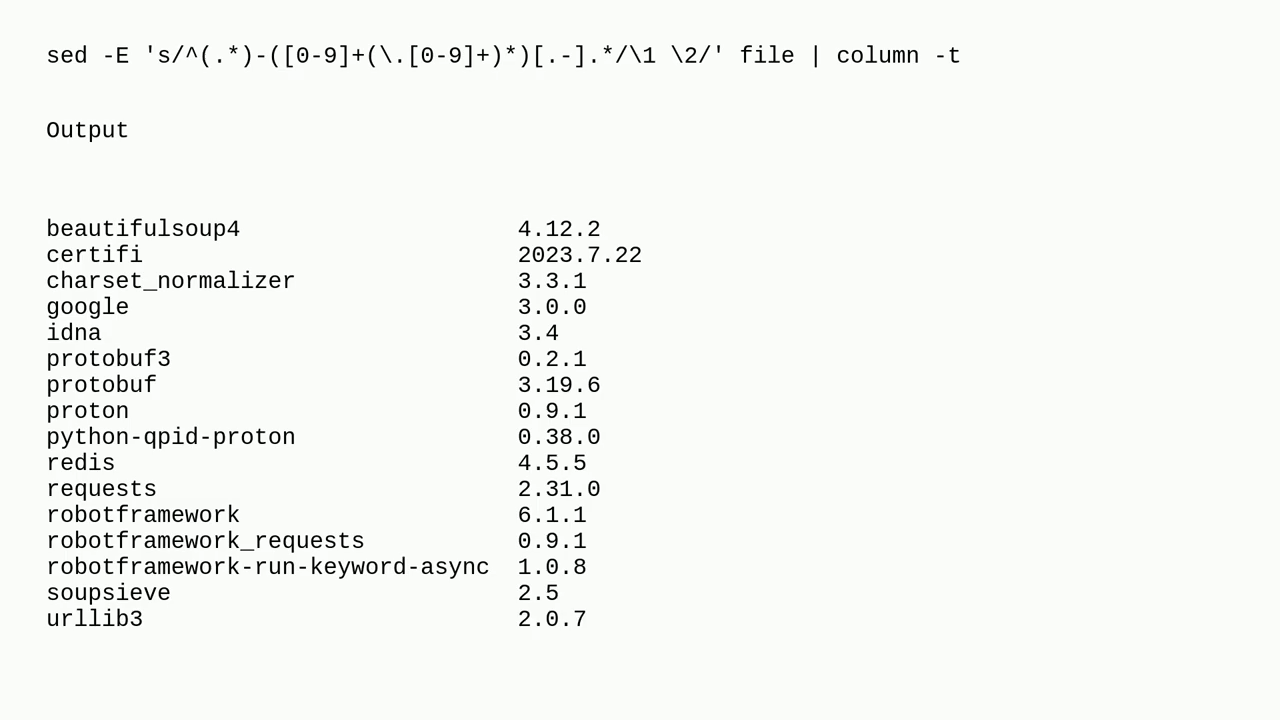 sed -E 's/^(.*)-([0-9]+(\.[0-9]+)*)[.-].*/\1 \2/' file | column -t
Output
beautifulsoup4                    4.12.2
certifi                           2023.7.22
charset_normalizer                3.3.1
google                            3.0.0
idna                              3.4
protobuf3                         0.2.1
protobuf                          3.19.6
proton                            0.9.1
python-qpid-proton                0.38.0
redis                             4.5.5
requests                          2.31.0
robotframework                    6.1.1
robotframework_requests           0.9.1
robotframework-run-keyword-async  1.0.8
soupsieve                         2.5
urllib3                           2.0.7